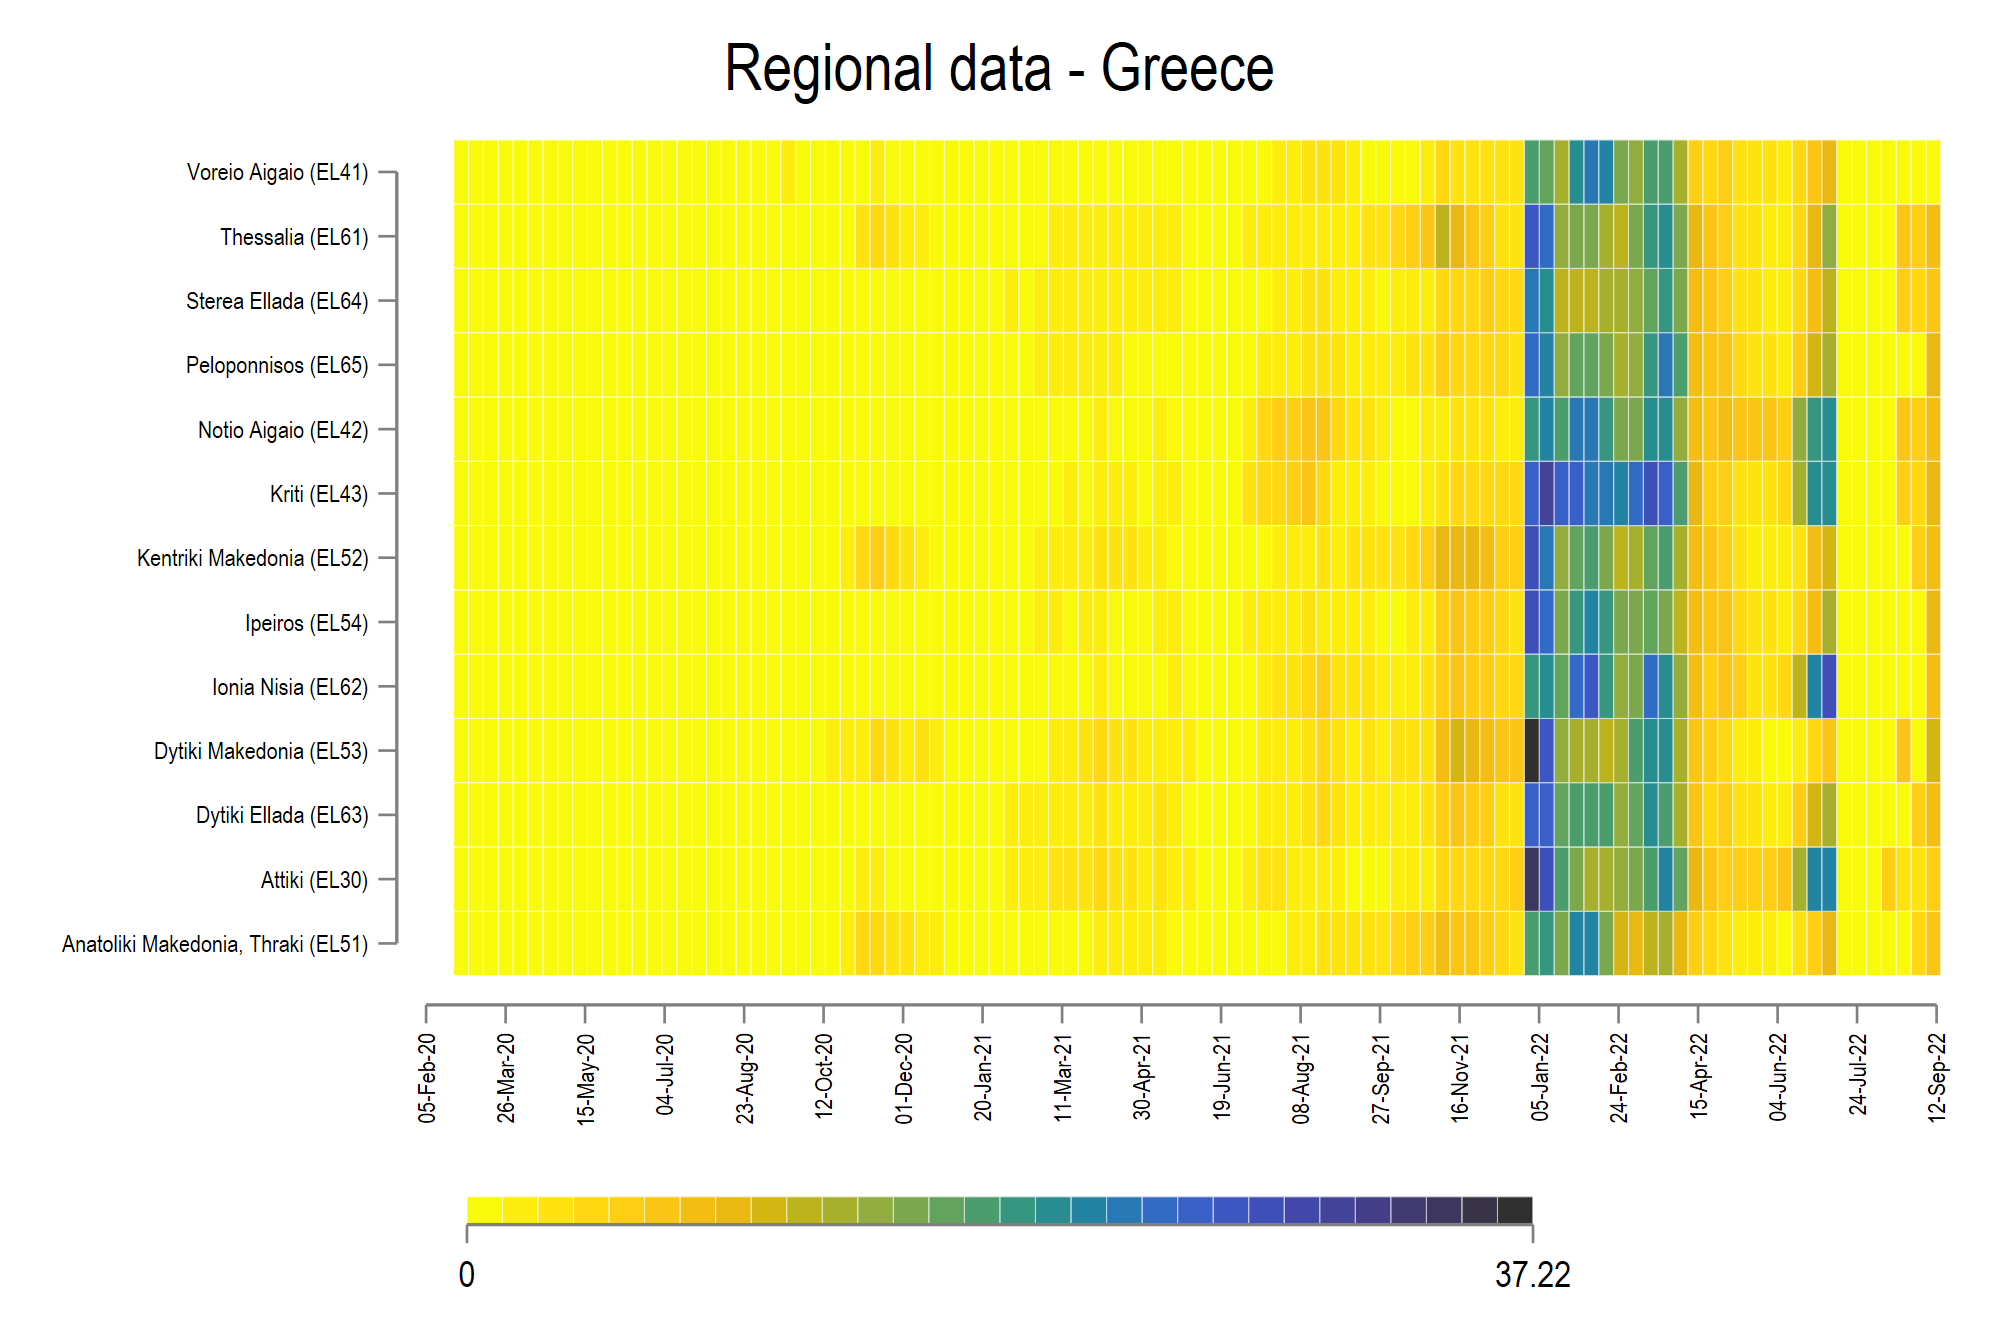 Regional data - Greece
Voreio Aigaio (EL41)
Thessalia (EL61)
Sterea Ellada (EL64)
Peloponnisos (EL65)
Notio Aigaio (EL42)
Kriti (EL43)
Kentriki Makedonia (EL52)
Ipeiros (EL54)
Ionia Nisia (EL62)
Dytiki Makedonia (EL53)
Dytiki Ellada (EL63)
Attiki (EL30)
Anatoliki Makedonia, Thraki (EL51)
05-Feb-20
26-Mar-20
15-May-20
04-Jul-20
23-Aug-20
12-Oct-20
01-Dec-20
20-Jan-21
11-Mar-21
30-Apr-21
19-Jun-21
08-Aug-21
27-Sep-21
16-Nov-21
05-Jan-22
24-Feb-22
15-Apr-22
04-Jun-22
24-Jul-22
12-Sep-22
0
37.22